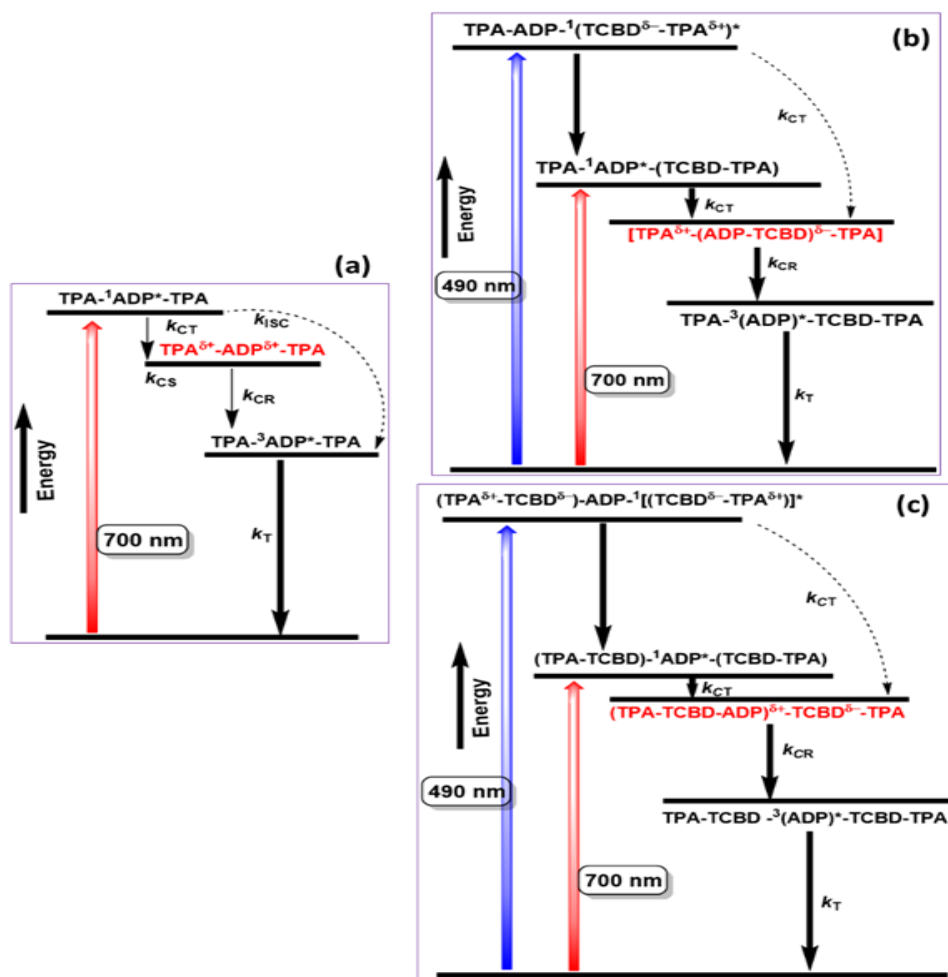 (a)
TPA-¹ADP*-TPA
k_CT
k_ISC
TPA^δ+-ADP^δ+-TPA
k_CS
k_CR
TPA-³ADP*-TPA
Energy
k_T
700 nm
TPA-ADP-¹(TCBD^δ–-TPA^δ+)*
(b)
k_CT
TPA-¹ADP*-(TCBD-TPA)
Energy
k_CT
[TPA^δ+-(ADP-TCBD)^δ–-TPA]
490 nm
k_CR
TPA-³(ADP)*-TCBD-TPA
700 nm
k_T
(TPA^δ+-TCBD^δ–)-ADP-¹[(TCBD^δ–-TPA^δ+)]*
(c)
k_CT
(TPA-TCBD)-¹ADP*-(TCBD-TPA)
Energy
k_CT
(TPA-TCBD-ADP)^δ+-TCBD^δ–-TPA
k_CR
490 nm
TPA-TCBD -³(ADP)*-TCBD-TPA
700 nm
k_T